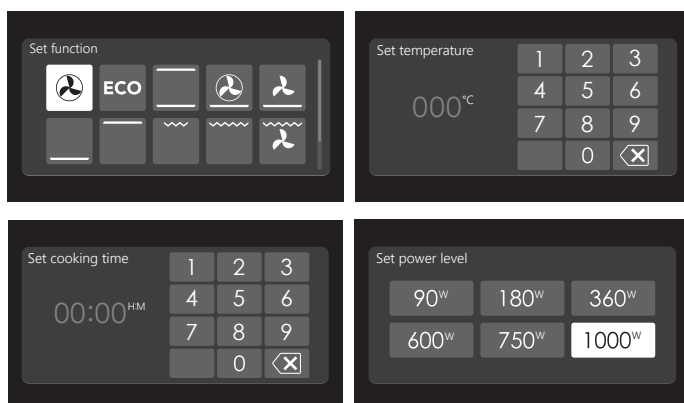 Set function
ECO
Set temperature
000°C
1 2 3
4 5 6
7 8 9
0
Set cooking time
00:00 H:M
1 2 3
4 5 6
7 8 9
0
Set power level
90W 180W 360W
600W 750W 1000W